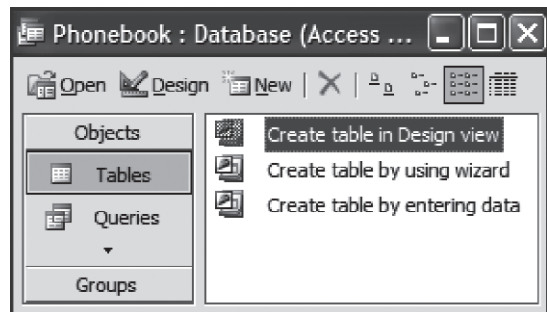 Phonebook : Database (Access ...
Open Design New
Objects
Tables
Queries
Groups
Create table in Design view
Create table by using wizard
Create table by entering data